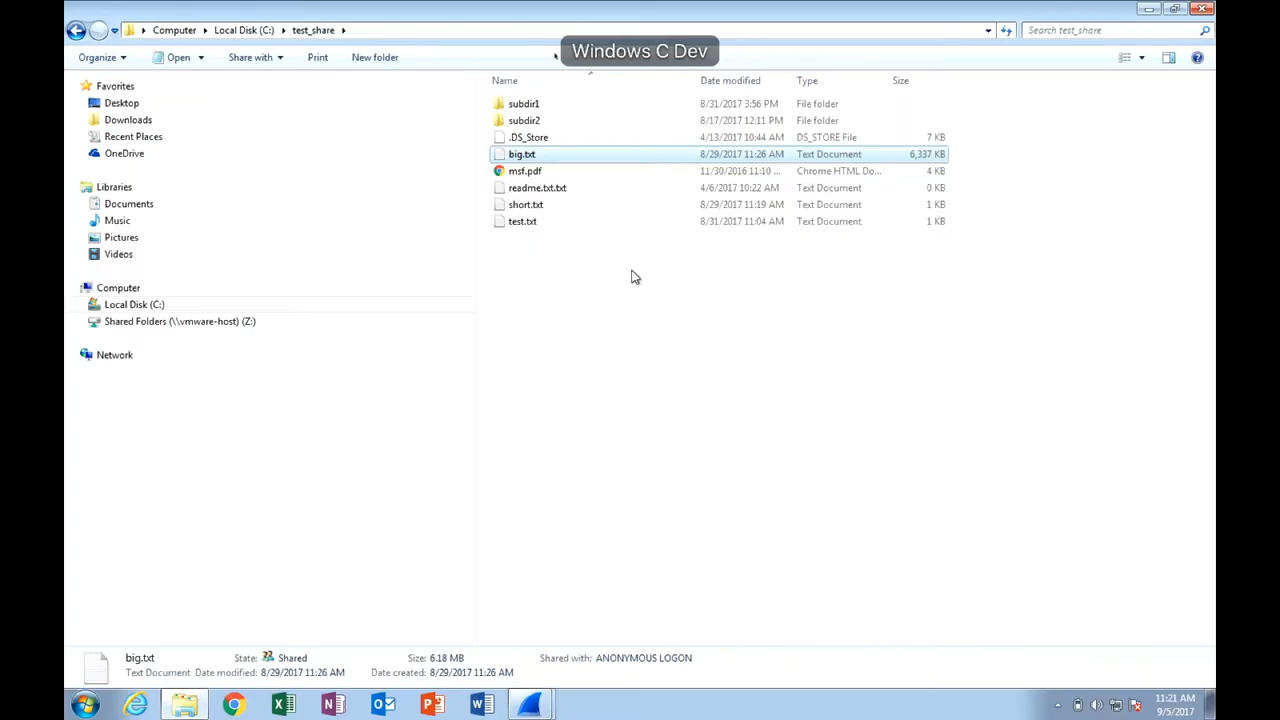 Computer Local Disk (C:) test_share
Search test_share
Windows C Dev
Organize Open Share with Print New folder
Name Date modified Type Size
Favorites
Desktop
Downloads
Recent Places
OneDrive
Libraries
Documents
Music
Pictures
Videos
Computer
Local Disk (C:)
Shared Folders (\\vmware-host) (Z:)
Network
subdir1 8/31/2017 3:56 PM File folder
subdir2 8/17/2017 12:11 PM File folder
.DS_Store 4/13/2017 10:44 AM DS_STORE File 7 KB
big.txt 8/29/2017 11:26 AM Text Document 6,337 KB
msf.pdf 11/30/2016 11:10 ... Chrome HTML Do... 4 KB
readme.txt.txt 4/6/2017 10:22 AM Text Document 0 KB
short.txt 8/29/2017 11:19 AM Text Document 1 KB
test.txt 8/31/2017 11:04 AM Text Document 1 KB
big.txt State: Shared Size: 6.18 MB Shared with: ANONYMOUS LOGON
Text Document Date modified: 8/29/2017 11:26 AM Date created: 8/29/2017 11:26 AM
11:21 AM
9/5/2017